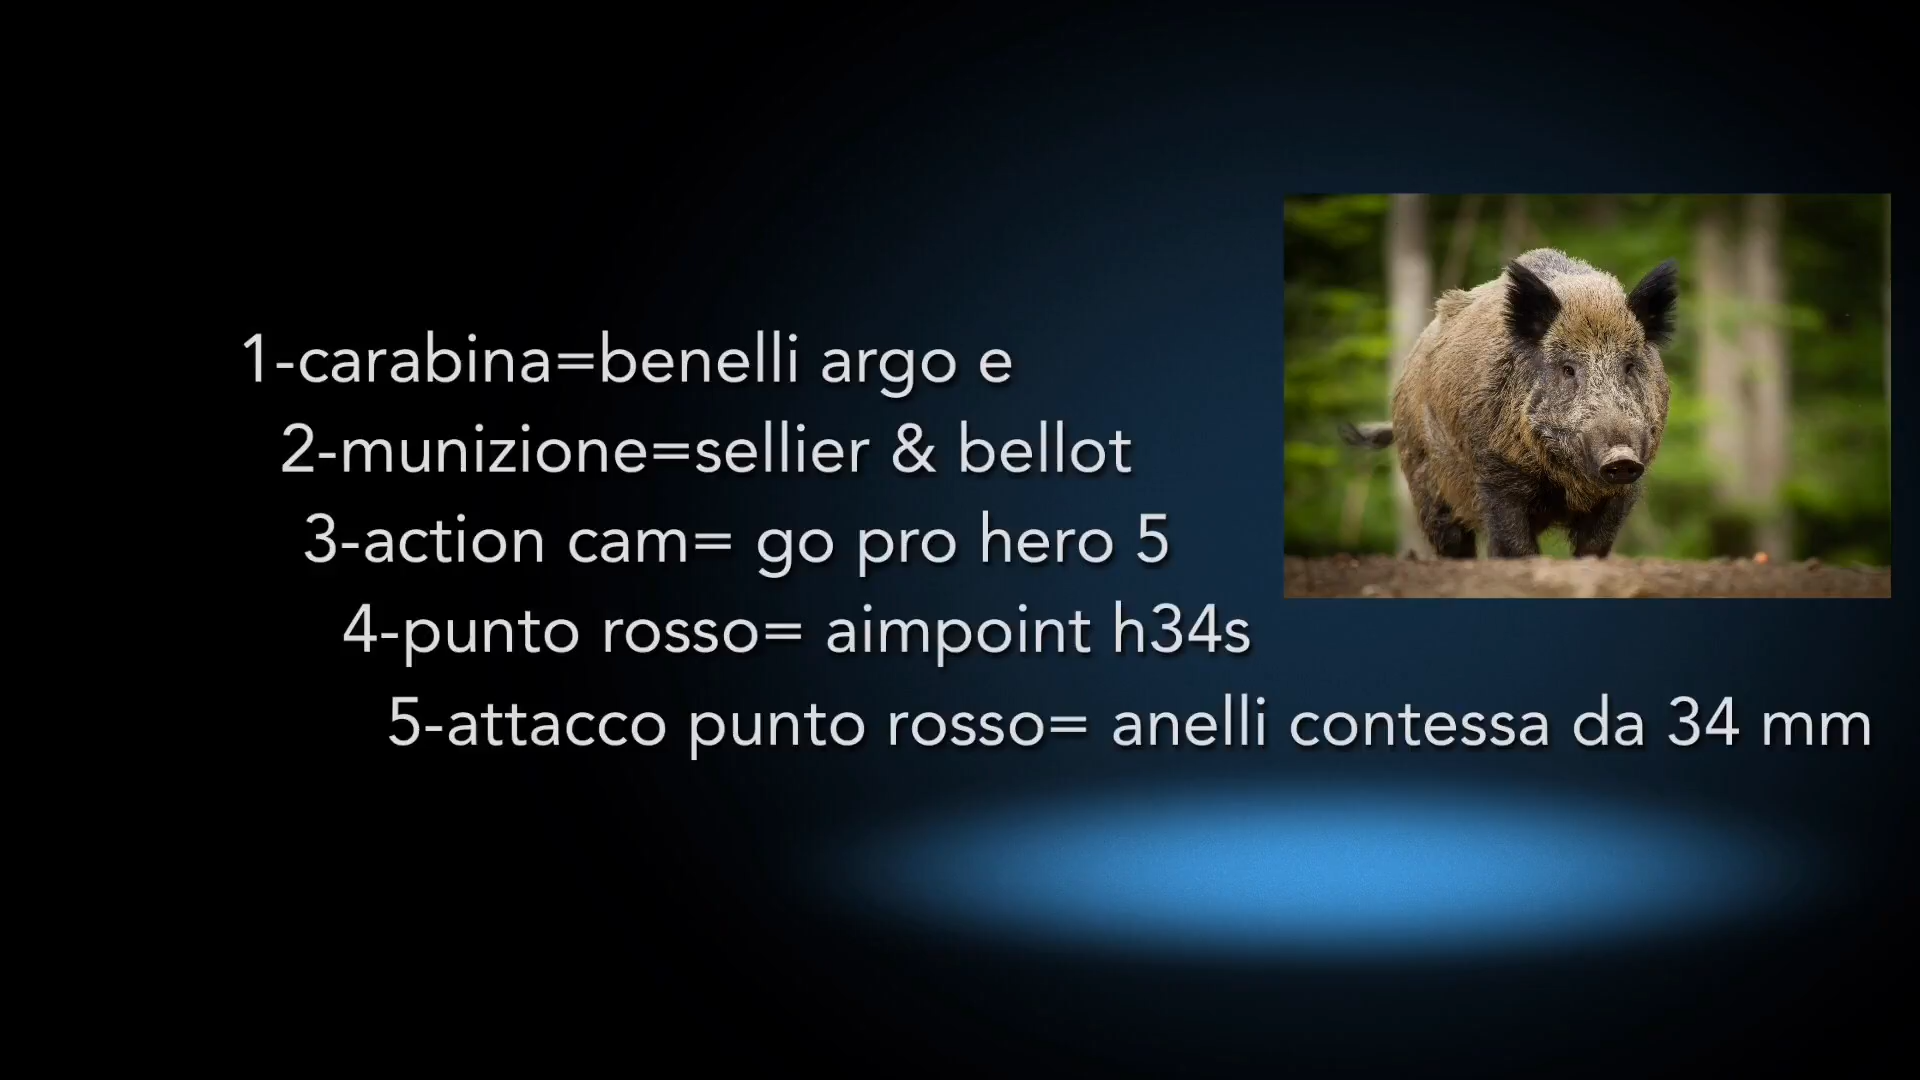 1-carabina=benelli argo e
2-munizione=sellier & bellot
3-action cam= go pro hero 5
4-punto rosso= aimpoint h34s
5-attacco punto rosso= anelli contessa da 34 mm